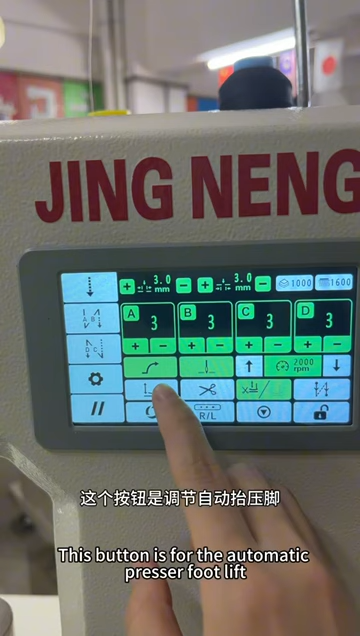 JING NENG
+ 3.0 mm - + 3.0 mm - 1000 1600
A B C D
3 3 3 3
+ - + - + - + -
2000
rpm
R/L
这个按钮是调节自动抬压脚
This button is for the automatic
presser foot lift